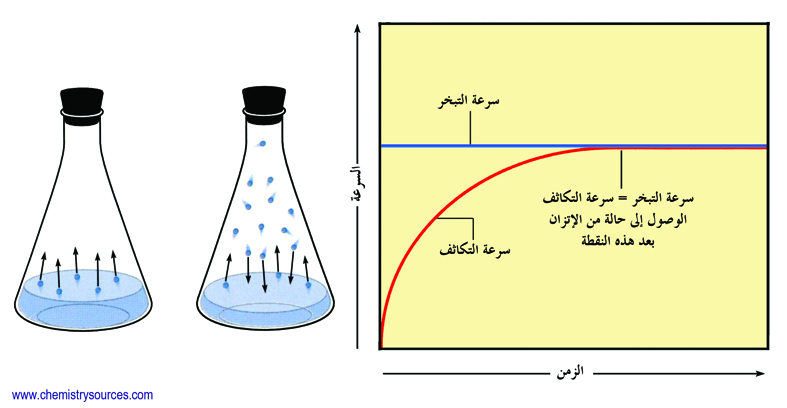 سرعة التبخر
السرعة
سرعة التبخر = سرعة التكاثف
الوصول إلى حالة من الإتزان
بعد هذه النقطة
سرعة التكاثف
الزمن
www.chemistrysources.com